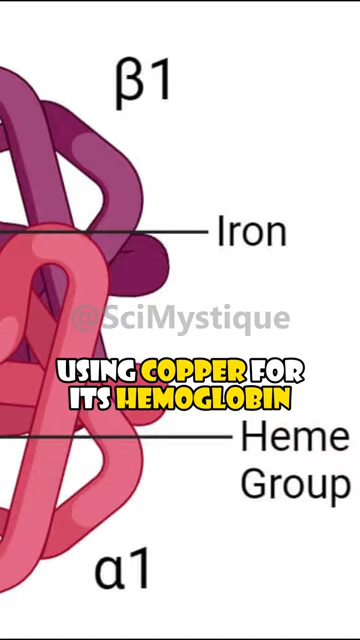 β1
Iron
@SciMystique
USING COPPER FOR
ITS HEMOGLOBIN
Heme
Group
α1